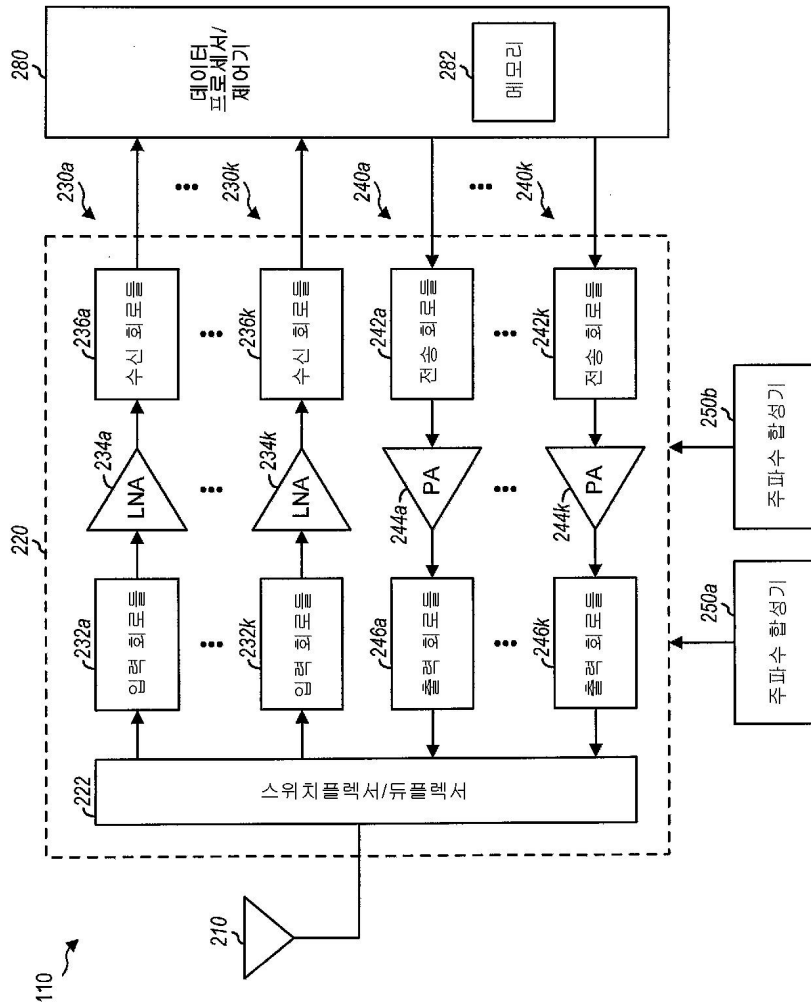 110
210
220
222
스위치플렉서/듀플렉서
232a
입력 회로들
234a
LNA
236a
수신 회로들
230a
232k
입력 회로들
234k
LNA
236k
수신 회로들
230k
246a
출력 회로들
244a
PA
242a
전송 회로들
240a
246k
출력 회로들
244k
PA
242k
전송 회로들
240k
250a
주파수 합성기
250b
주파수 합성기
280
데이터
프로세서/
제어기
282
메모리